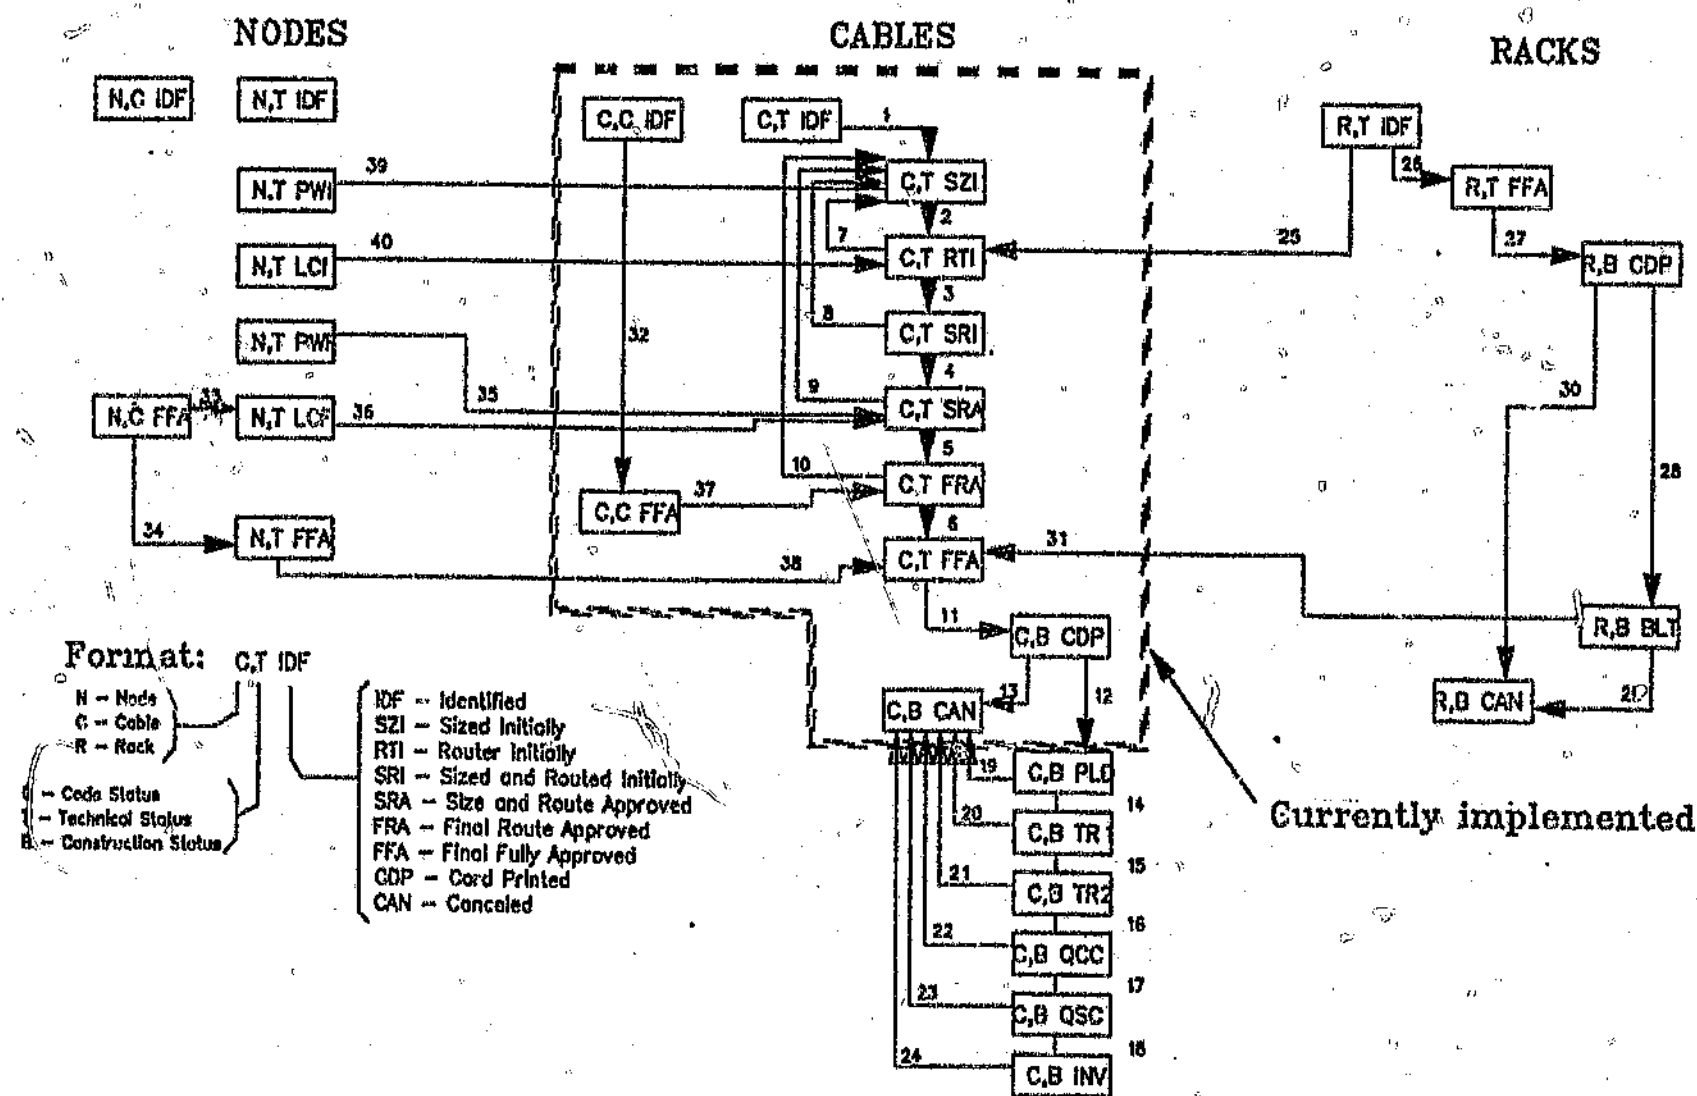 NODES
CABLES
RACKS
N,C IDF
N,T IDF
N,T PWI
39
N,T LCI
40
N,T PWF
35
N,C FFA
33
N,T LCF
36
34
N,T FFA
38
C,C IDF
32
C,C FFA
37
C,T IDF
1
C,T SZI
2
7
C,T RTI
3
8
C,T SRI
4
9
C,T SRA
5
10
C,T FRA
6
C,T FFA
11
C,B CDP
13
12
C,B CAN
19
C,B PLD
14
20
C,B TR1
15
21
C,B TR2
16
22
C,B QCC
17
23
C,B QSC
18
24
C,B INV
R,T IDF
25
R,T FFA
27
R,B CDP
30
28
31
R,B BLT
R,B CAN
Currently implemented
Format: C,T IDF
N - Node
C - Cable
R - Rack
- Code Status
- Technical Status
B - Construction Status
IDF - Identified
SZI - Sized Initially
RTI - Router Initially
SRI - Sized and Routed Initially
SRA - Size and Route Approved
FRA - Final Route Approved
FFA - Final Fully Approved
CDP - Card Printed
CAN - Canceled